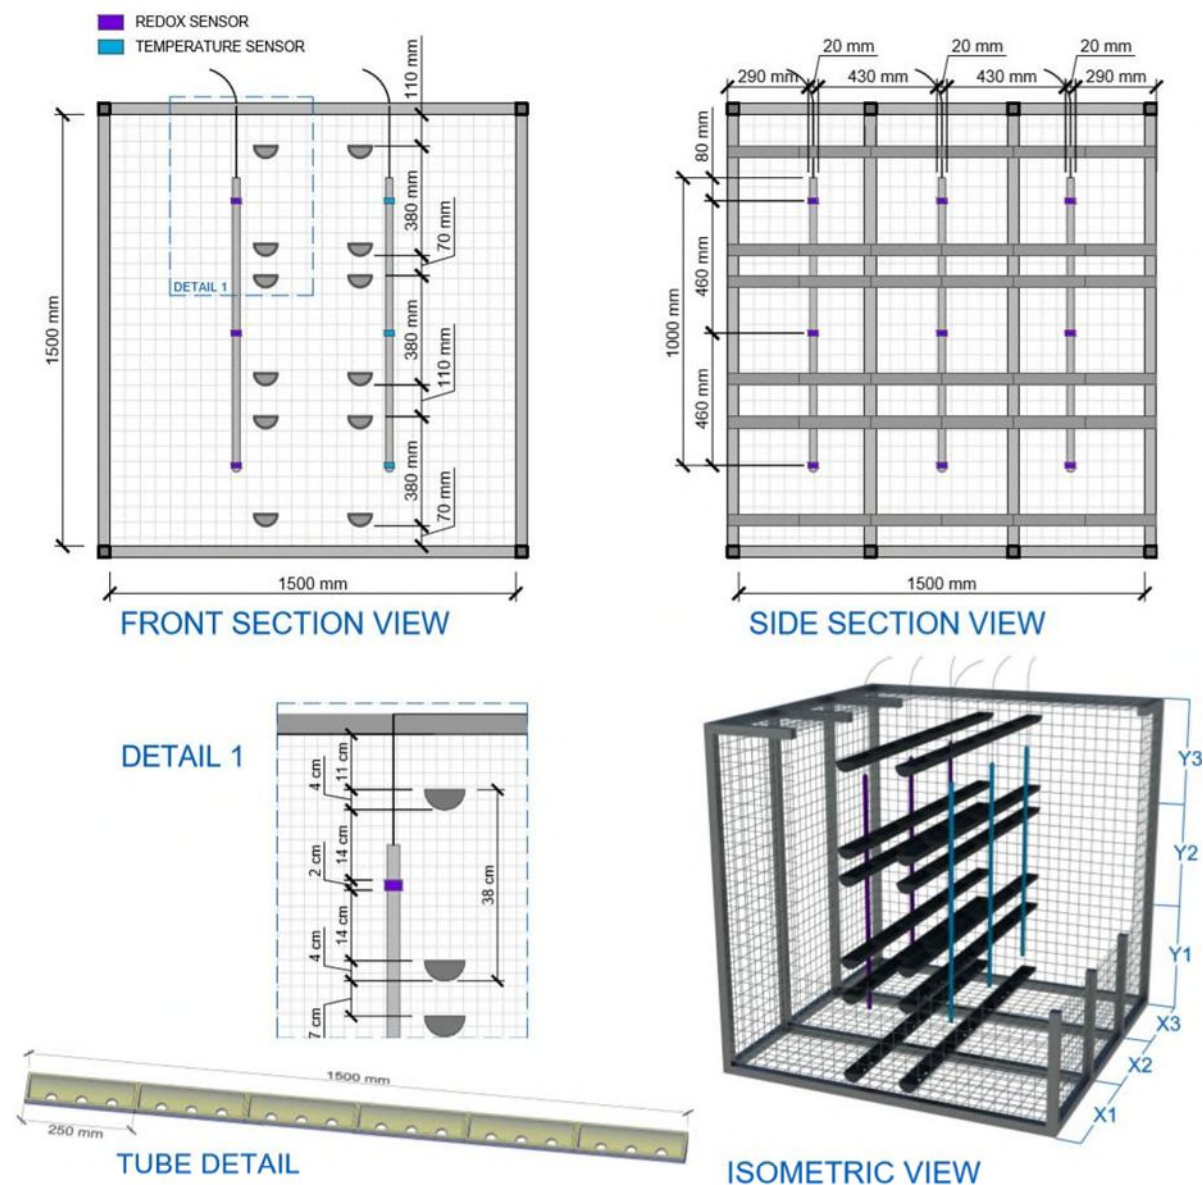 REDOX SENSOR
TEMPERATURE SENSOR
110 mm
380 mm
70 mm
380 mm
110 mm
380 mm
70 mm
1500 mm
DETAIL 1
1500 mm
FRONT SECTION VIEW
20 mm
20 mm
20 mm
290 mm
430 mm
430 mm
290 mm
80 mm
460 mm
1000 mm
460 mm
1500 mm
SIDE SECTION VIEW
DETAIL 1
11 cm
4 cm
14 cm
2 cm
38 cm
14 cm
4 cm
7 cm
1500 mm
250 mm
TUBE DETAIL
Y3
Y2
Y1
X3
X2
X1
ISOMETRIC VIEW